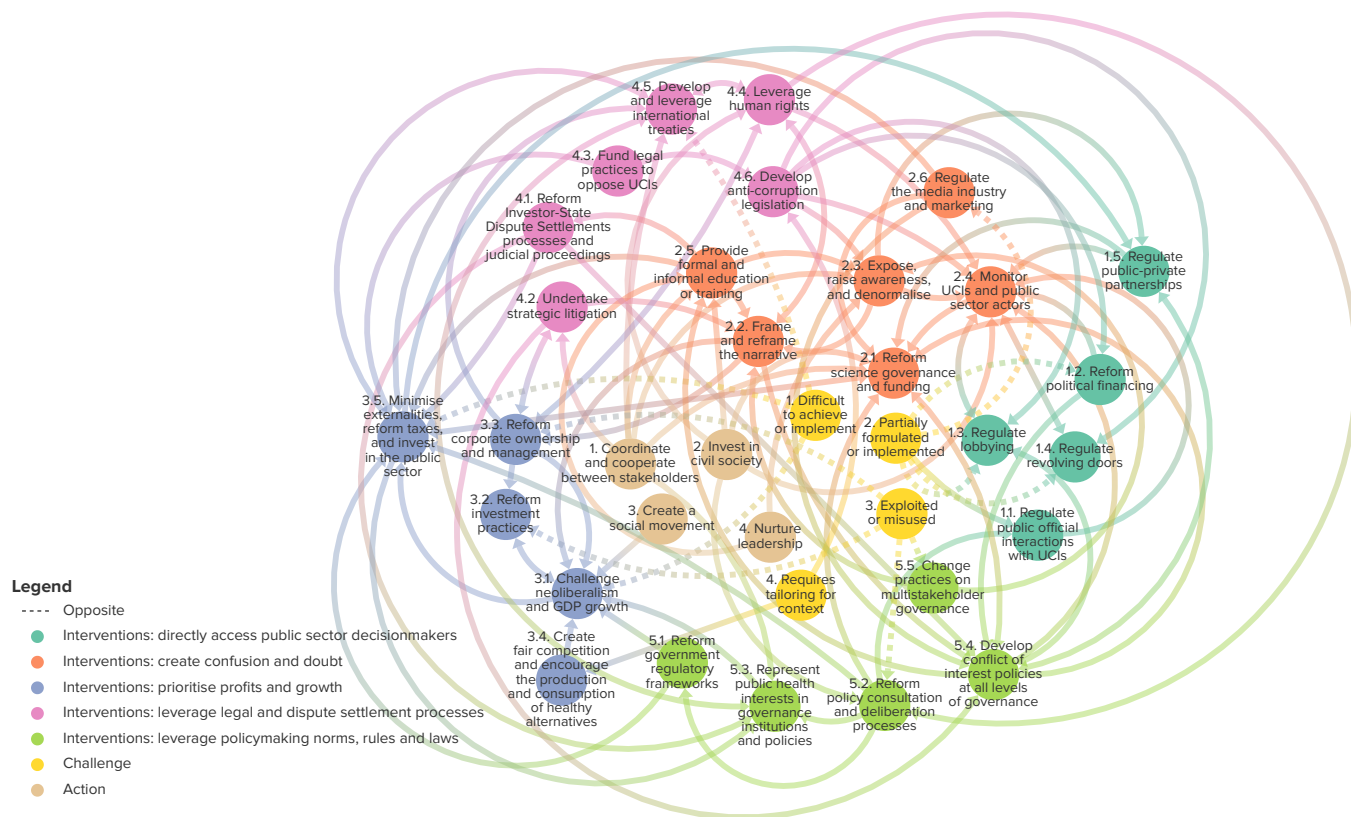 4.5. Develop
and leverage
international
treaties
4.4. Leverage
human rights
4.3. Fund legal
practices to
oppose UCIs
4.6. Develop
anti-corruption
legislation
2.6. Regulate
the media industry
and marketing
4.1. Reform
Investor-State
Dispute Settlements
processes and
judicial proceedings
2.5. Provide
formal and
informal education
or training
2.3. Expose,
raise awareness,
and denormalise
2.4. Monitor
UCIs and public
sector actors
1.5. Regulate
public-private
partnerships
4.2. Undertake
strategic litigation
2.2. Frame
and reframe
the narrative
2.1. Reform
science governance
and funding
1.2. Reform
political financing
3.5. Minimise
externalities,
reform taxes,
and invest
in the public
sector
3.3. Reform
corporate ownership
and management
1. Coordinate
and cooperate
between stakeholders
2. Invest in
civil society
1. Difficult
to achieve
or implement
2. Partially
formulated
or implemented
1.3. Regulate
lobbying
1.4. Regulate
revolving doors
3.2. Reform
investment
practices
3. Create a
social movement
4. Nurture
leadership
3. Exploited
or misused
1.1. Regulate
public official
interactions
with UCIs
3.1. Challenge
neoliberalism
and GDP growth
4. Requires
tailoring for
context
5.5. Change
practices on
multistakeholder
governance
3.4. Create
fair competition
and encourage
the production
and consumption
of healthy
alternatives
5.1. Reform
government
regulatory
frameworks
5.3. Represent
public health
interests in
governance
institutions
and policies
5.2. Reform
policy consultation
and deliberation
processes
5.4. Develop
conflict of
interest policies
at all levels
of governance
Legend
Opposite
Interventions: directly access public sector decisionmakers
Interventions: create confusion and doubt
Interventions: prioritise profits and growth
Interventions: leverage legal and dispute settlement processes
Interventions: leverage policymaking norms, rules and laws
Challenge
Action